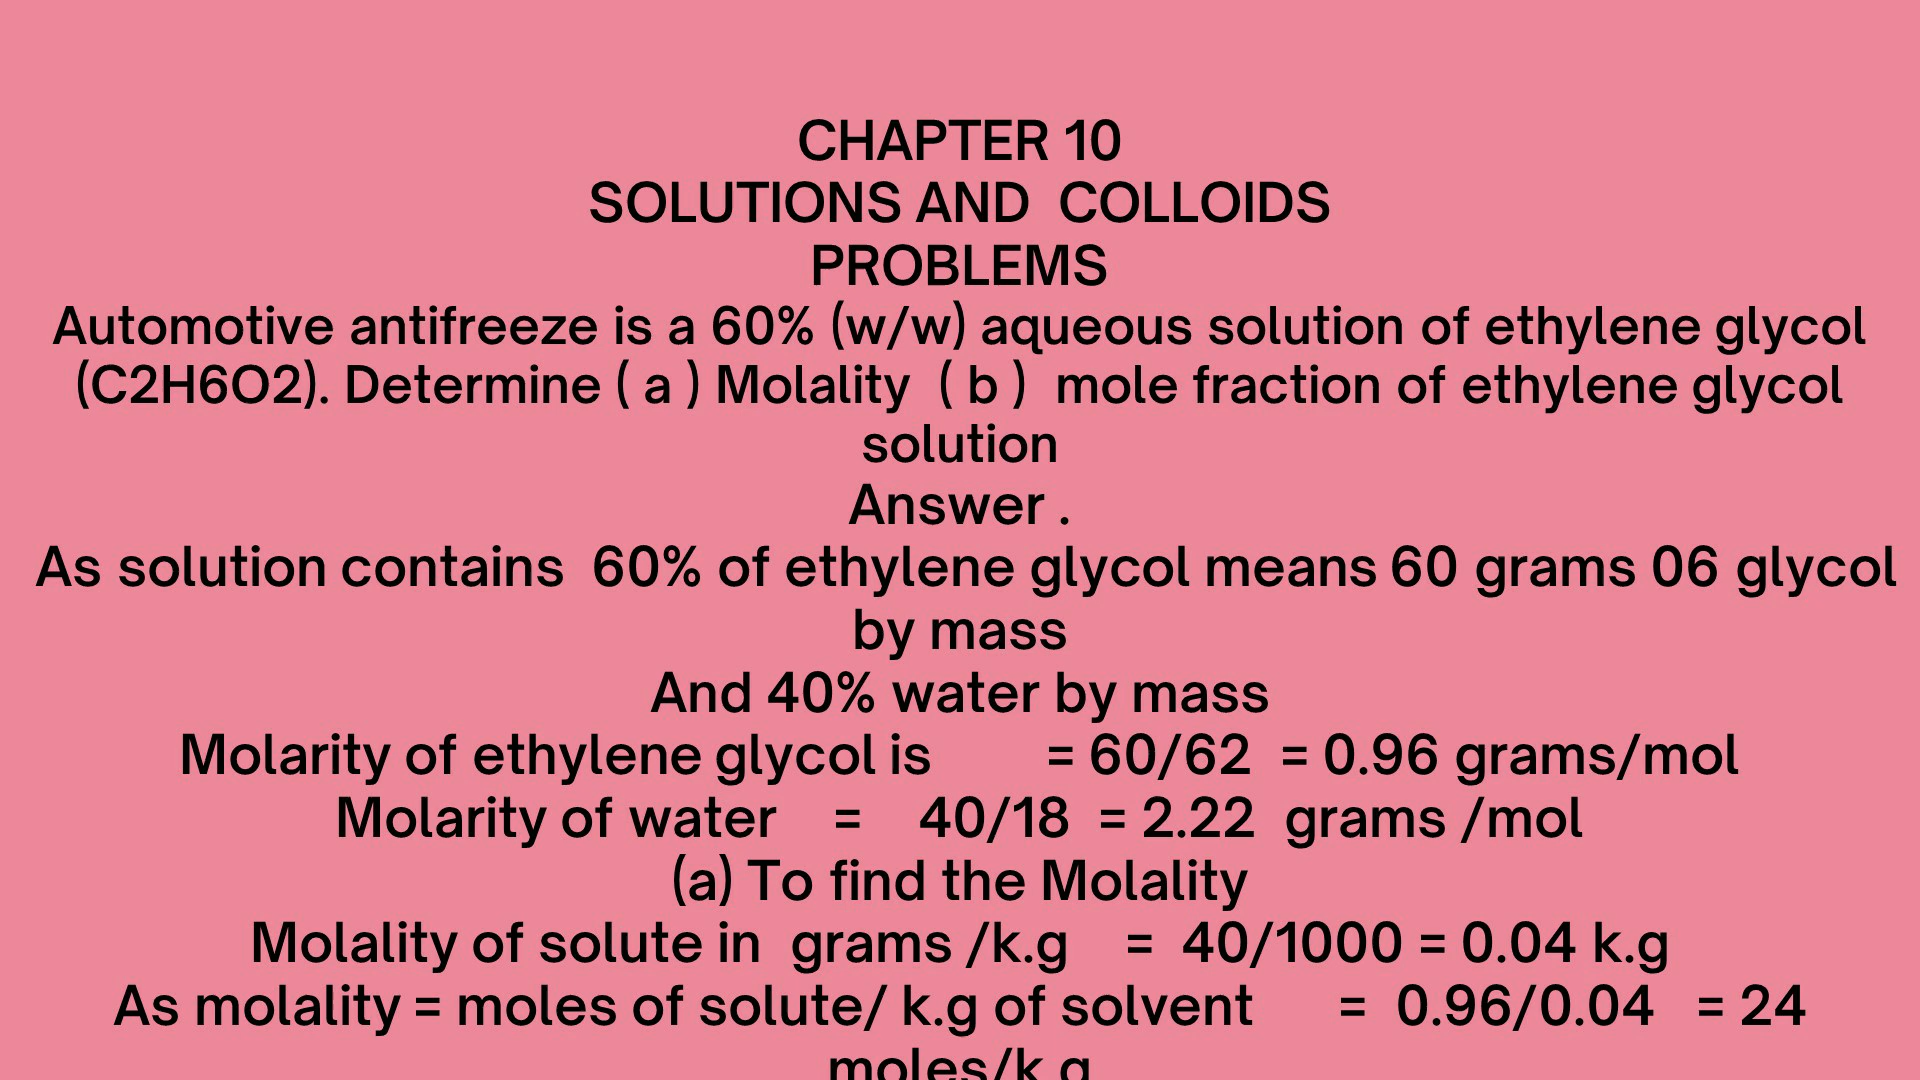 CHAPTER 10
SOLUTIONS AND COLLOIDS
PROBLEMS
Automotive antifreeze is a 60% (w/w) aqueous solution of ethylene glycol
(C2H6O2). Determine ( a ) Molality ( b ) mole fraction of ethylene glycol
solution
Answer .
As solution contains 60% of ethylene glycol means 60 grams 06 glycol
by mass
And 40% water by mass
Molarity of ethylene glycol is = 60/62 = 0.96 grams/mol
Molarity of water = 40/18 = 2.22 grams /mol
(a) To find the Molality
Molality of solute in grams /k.g = 40/1000 = 0.04 k.g
As molality = moles of solute/ k.g of solvent = 0.96/0.04 = 24
moles/k.g